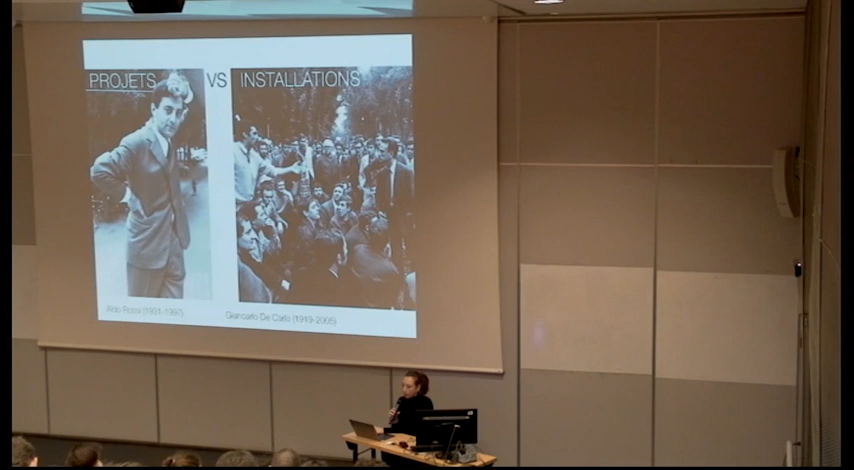 PROJETS VS INSTALLATIONS
Aldo Rossi (1931-1997)
Giancarlo De Carlo (1919-2005)